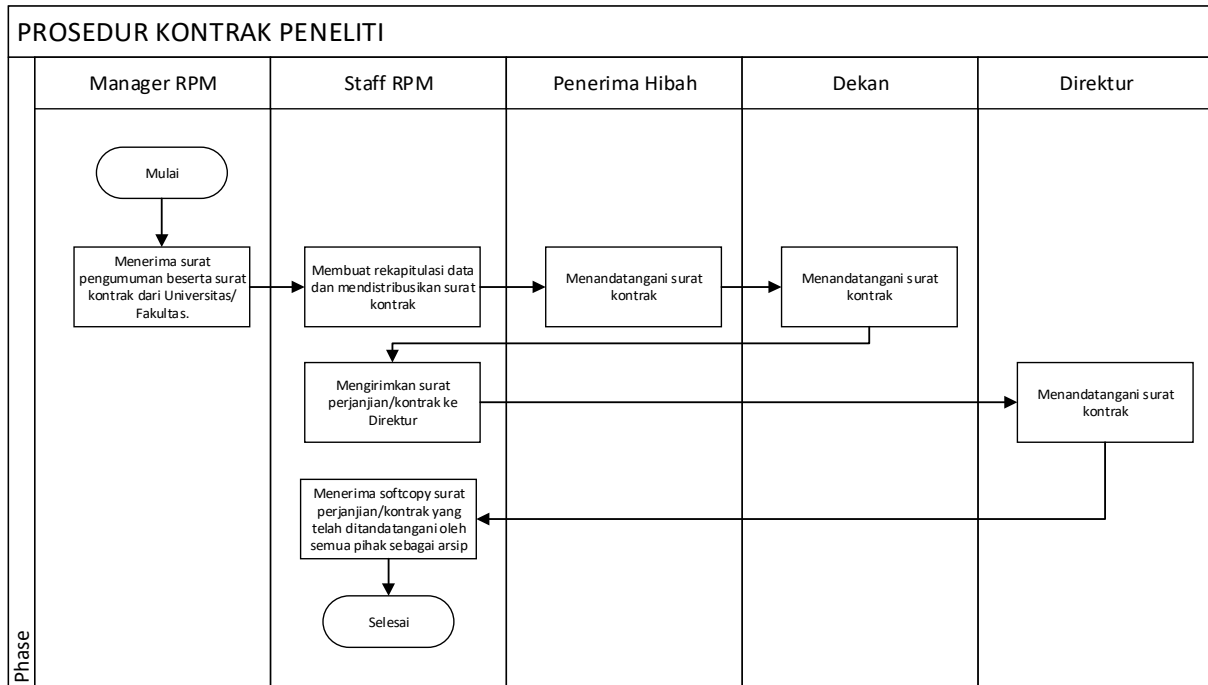 PROSEDUR KONTRAK PENELITI
Phase
Manager RPM
Staff RPM
Penerima Hibah
Dekan
Direktur
Mulai
Menerima surat
pengumuman beserta surat
kontrak dari Universitas/
Fakultas.
Membuat rekapitulasi data
dan mendistribusikan surat
kontrak
Menandatangani surat
kontrak
Menandatangani surat
kontrak
Mengirimkan surat
perjanjian/kontrak ke
Direktur
Menandatangani surat
kontrak
Menerima softcopy surat
perjanjian/kontrak yang
telah ditandatangani oleh
semua pihak sebagai arsip
Selesai